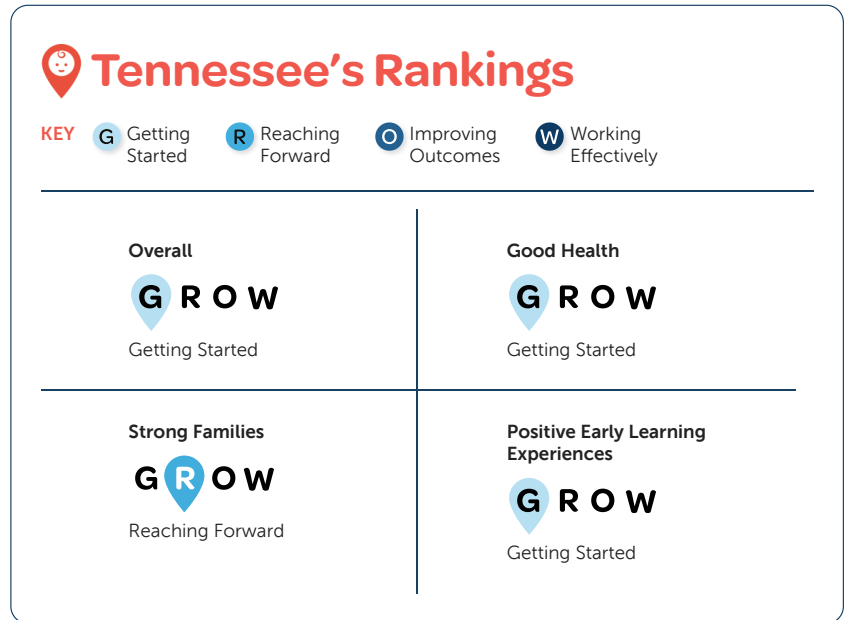 Tennessee's Rankings
KEY G Getting Started R Reaching Forward O Improving Outcomes W Working Effectively
Overall
G R O W
Getting Started
Good Health
G R O W
Getting Started
Strong Families
G R O W
Reaching Forward
Positive Early Learning
Experiences
G R O W
Getting Started